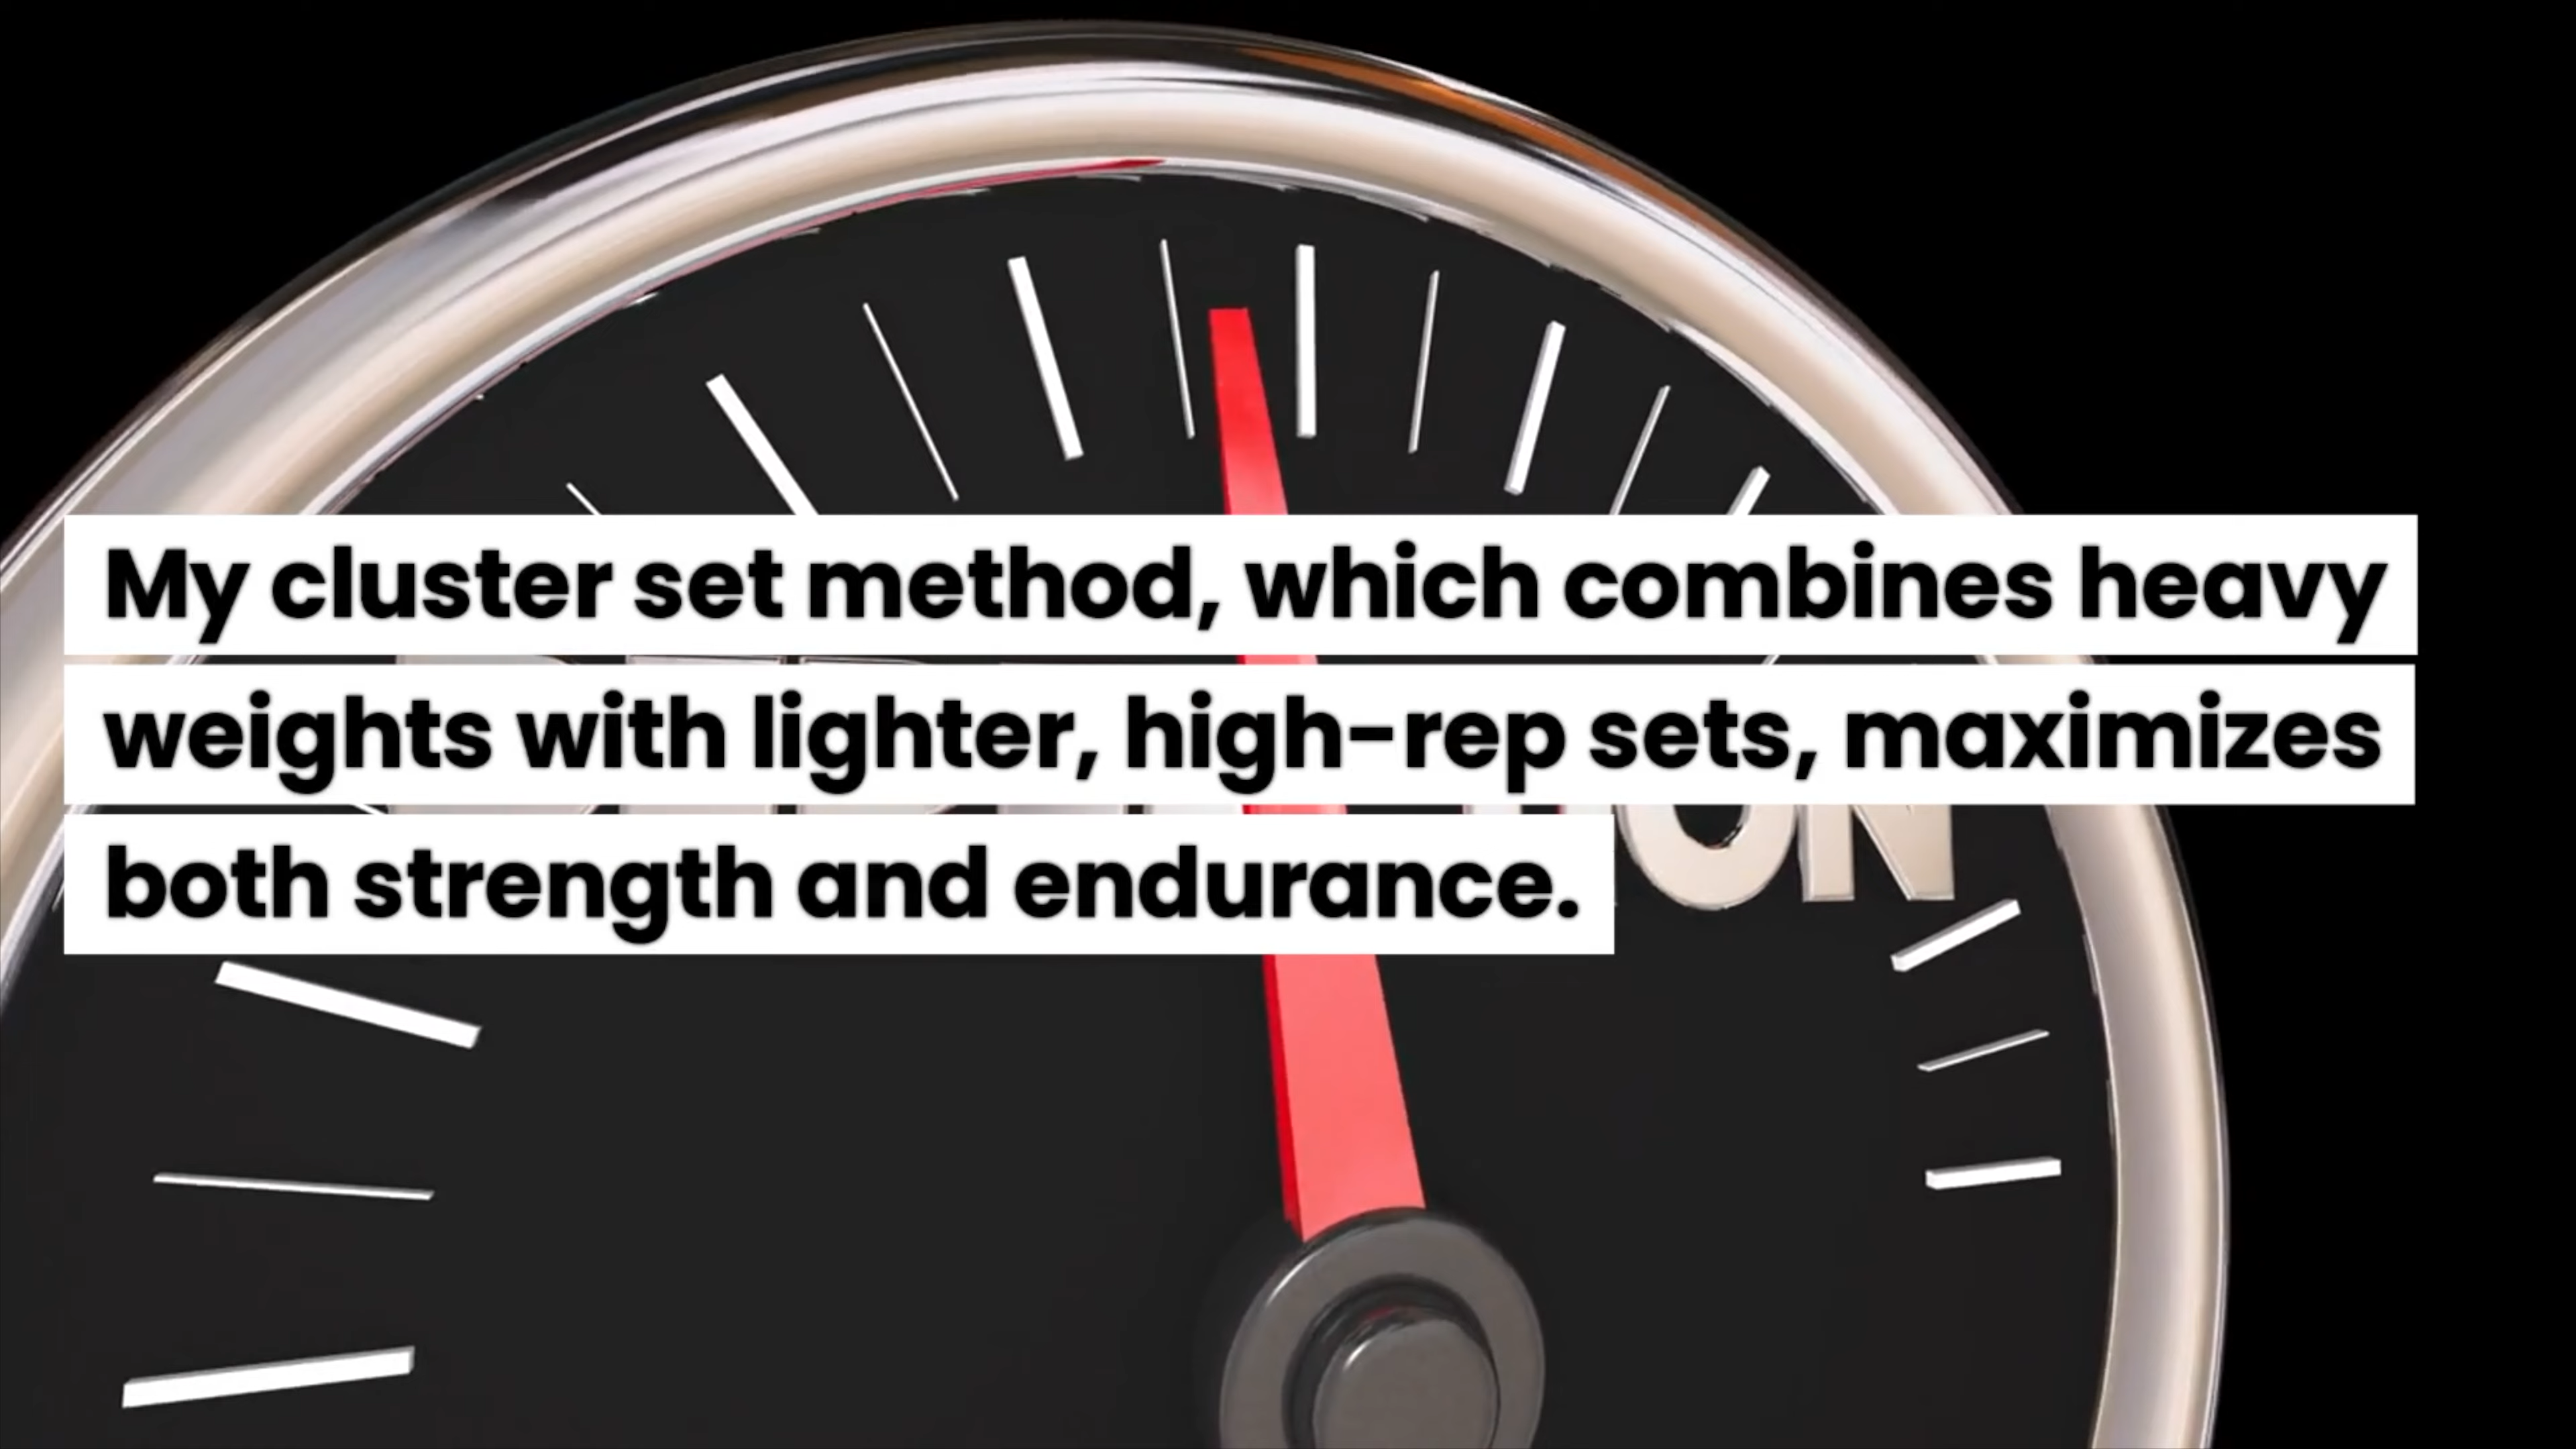 My cluster set method, which combines heavy
weights with lighter, high-rep sets, maximizes
both strength and endurance.